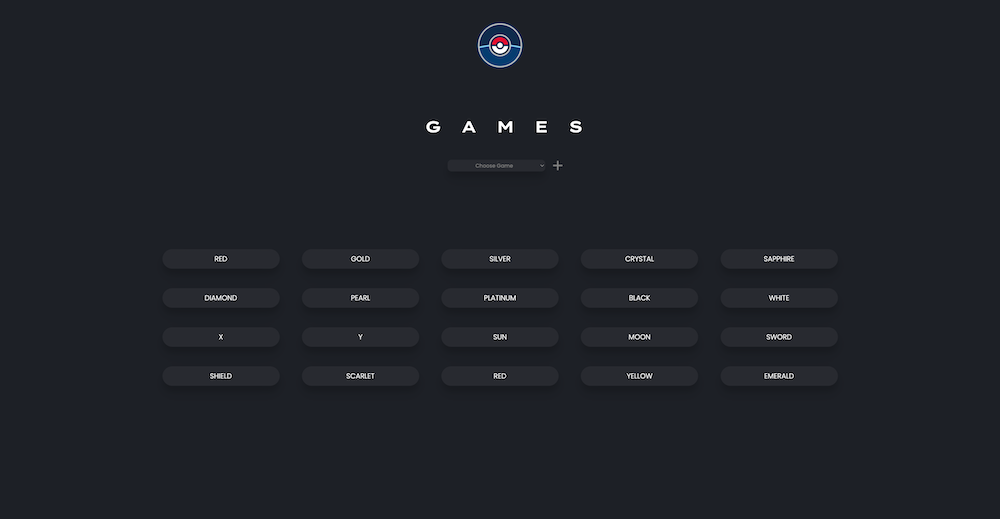 GAMES
Choose Game
RED GOLD SILVER CRYSTAL SAPPHIRE
DIAMOND PEARL PLATINUM BLACK WHITE
X Y SUN MOON SWORD
SHIELD SCARLET RED YELLOW EMERALD